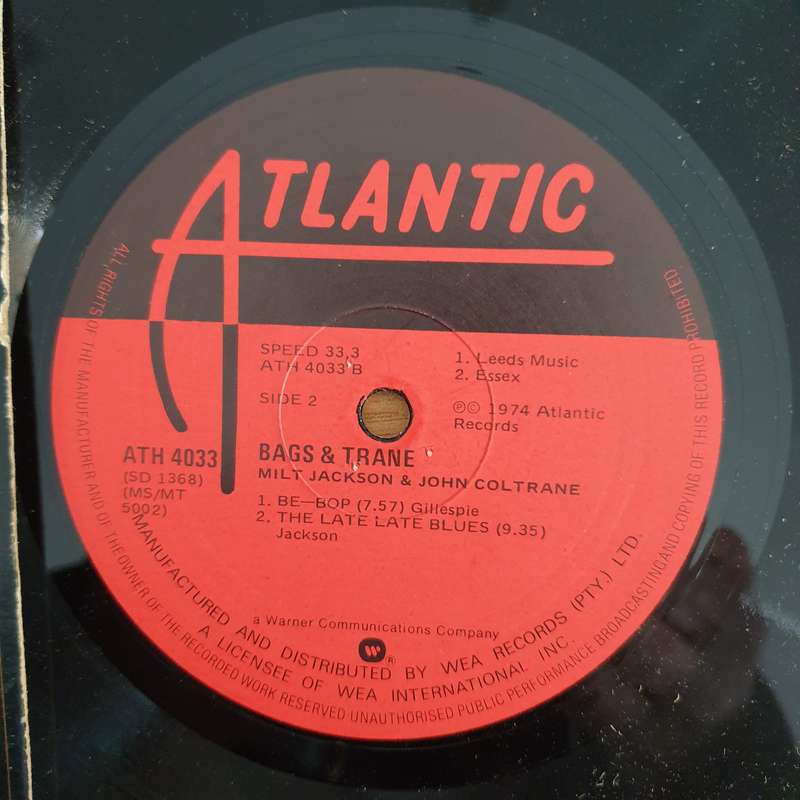 ATLANTIC
SPEED 33.3
ATH 4033 B
SIDE 2
1. Leeds Music
2. Essex
℗© 1974 Atlantic
Records
ATH 4033
(SD 1368)
(MS/MT
5002)
BAGS & TRANE
MILT JACKSON & JOHN COLTRANE
1. BE—BOP (7.57) Gillespie
2. THE LATE LATE BLUES (9.35)
Jackson
a Warner Communications Company
®
MANUFACTURED AND DISTRIBUTED BY WEA RECORDS (PTY.) LTD.
A LICENSEE OF WEA INTERNATIONAL INC.
ALL RIGHTS OF THE MANUFACTURER AND OF THE OWNER OF THE RECORDED WORK RESERVED UNAUTHORISED PUBLIC PERFORMANCE BROADCASTING AND COPYING OF THIS RECORD PROHIBITED